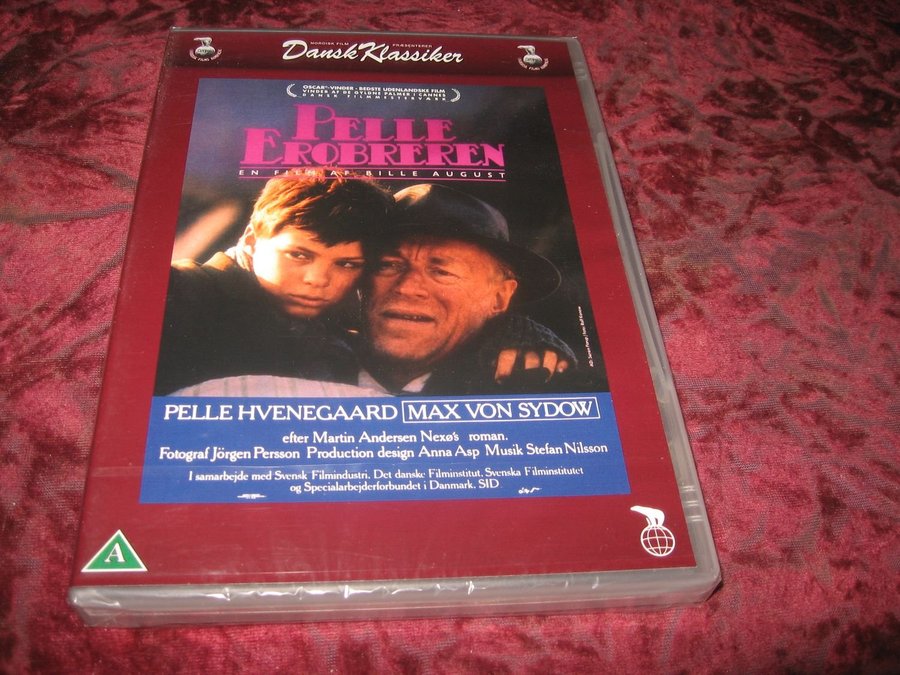 NORDISK FILM PRÆSENTERER
DanskKlassiker
OSCAR-VINDER - BEDSTE UDENLANDSKE FILM
VINDER AF DE GYLDNE PALMER I CANNES
DANSK FILMMESTERVÆRK
PELLE
EROBREREN
EN FILM AF BILLE AUGUST
PELLE HVENEGAARD MAX VON SYDOW
efter Martin Andersen Nexø's roman.
Fotograf Jörgen Persson Production design Anna Asp Musik Stefan Nilsson
I samarbejde med Svensk Filmindustri, Det danske Filminstitut, Svenska Filminstitutet
og Specialarbejderforbundet i Danmark, SID
A